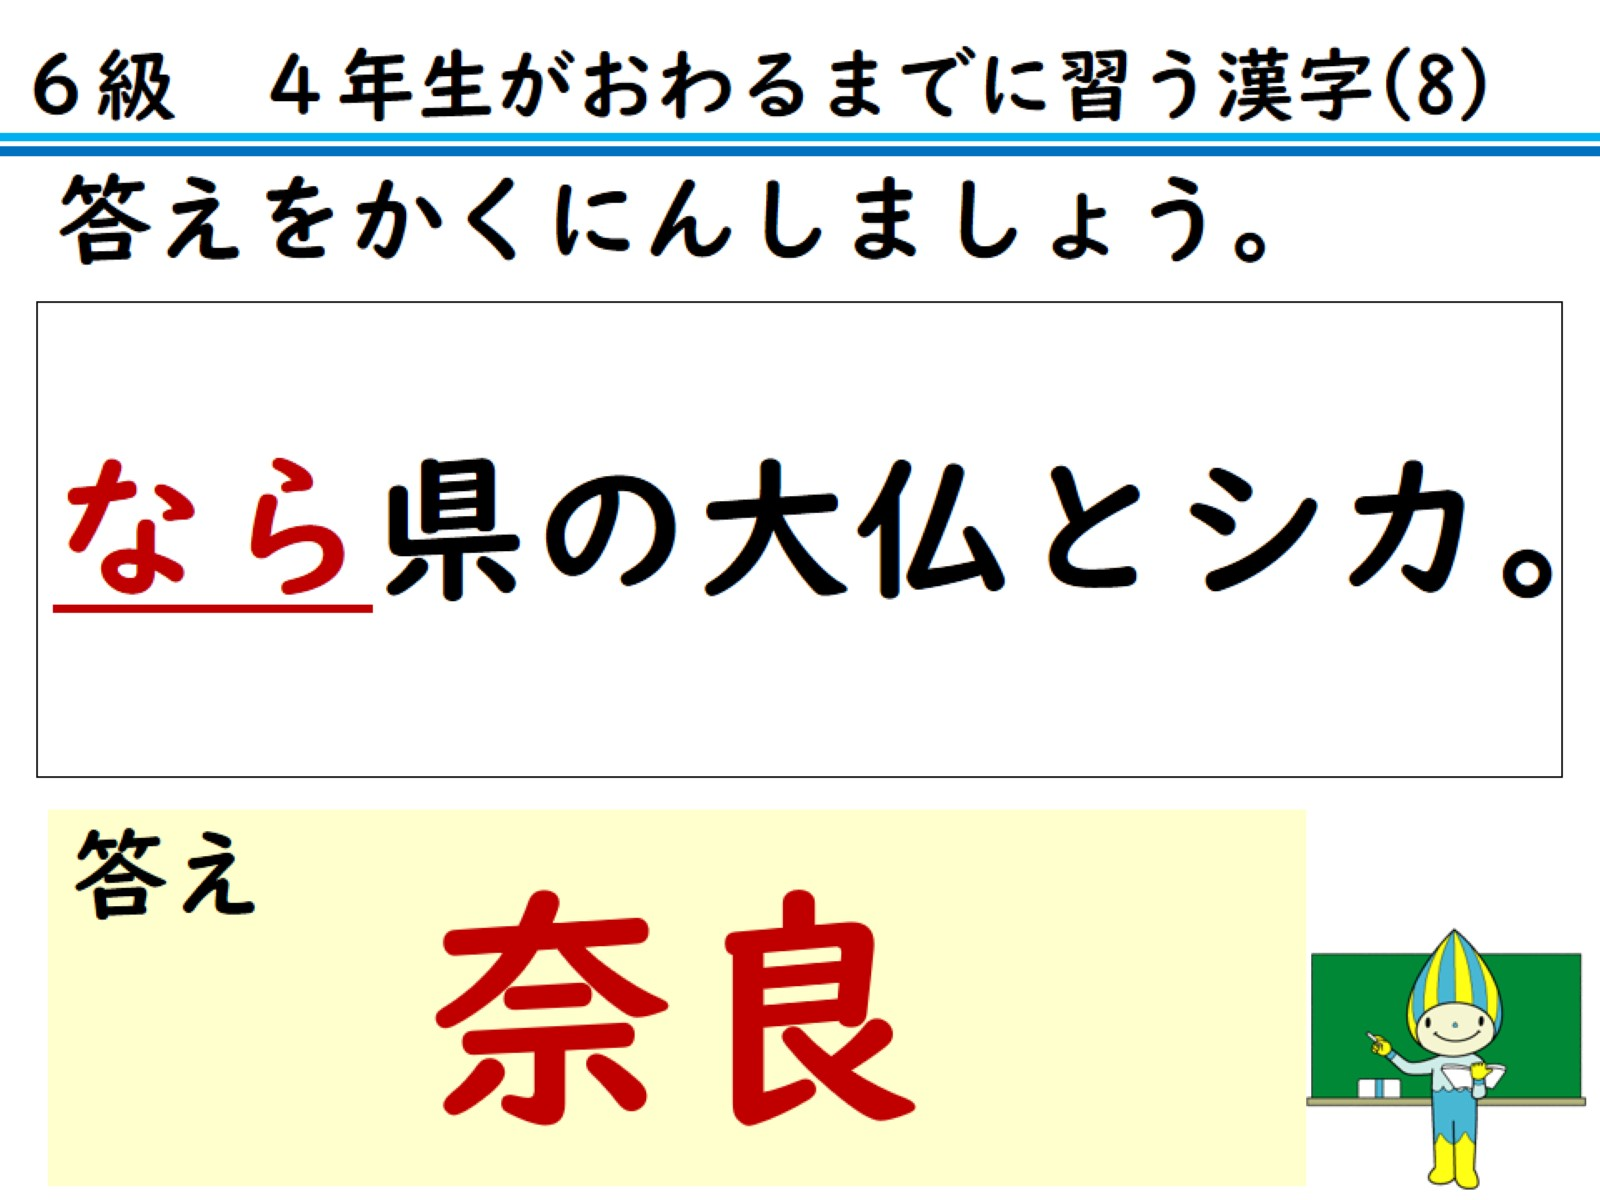 ６級　４年生がおわるまでに習う漢字(8)
答えをかくにんしましょう。
なら県の大仏とシカ。
答え
奈良